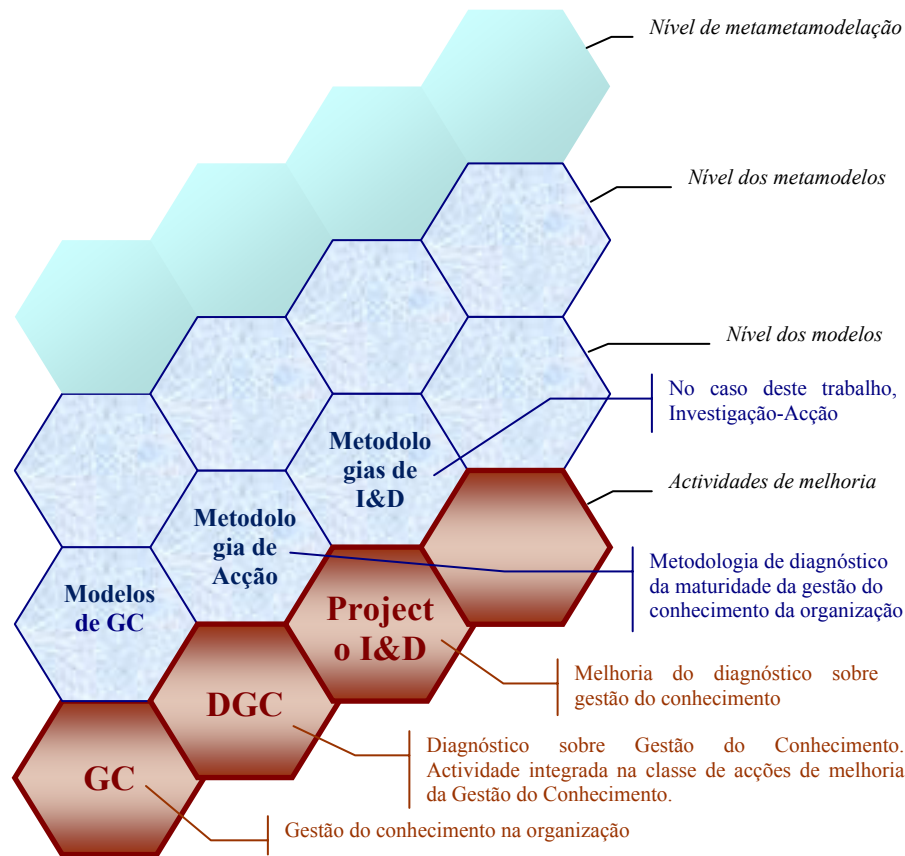 Nível de metametamodelação
Nível dos metamodelos
Nível dos modelos
No caso deste trabalho,
Investigação-Acção
Metodolo
gias de
I&D
Actividades de melhoria
Metodolo
gia de
Acção
Metodologia de diagnóstico
da maturidade da gestão do
conhecimento da organização
Modelos
de GC
Project
o I&D
Melhoria do diagnóstico sobre
gestão do conhecimento
DGC
Diagnóstico sobre Gestão do Conhecimento.
Actividade integrada na classe de acções de melhoria
da Gestão do Conhecimento.
GC
Gestão do conhecimento na organização